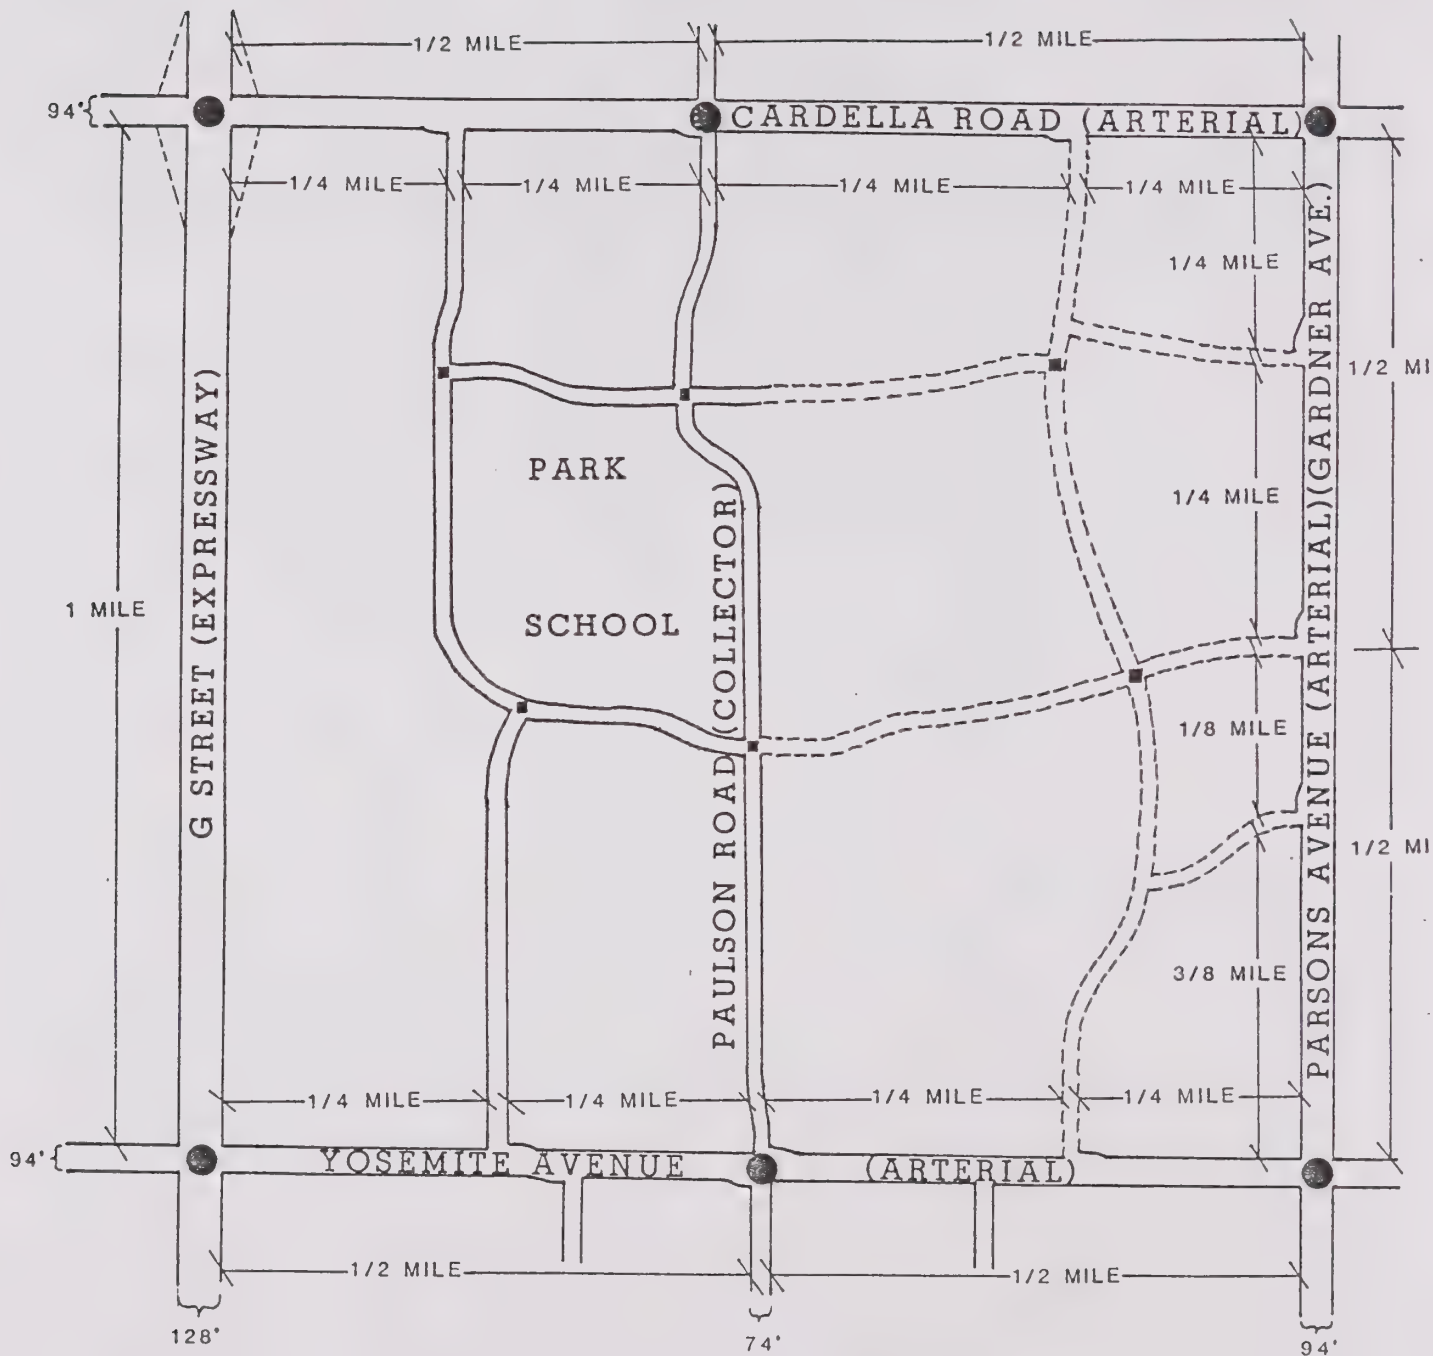 1/2 MILE
1/2 MILE
94'
CARDELLA ROAD (ARTERIAL)
1/4 MILE
1/4 MILE
1/4 MILE
1/4 MILE
1/4 MILE
1/2 MI
PARK
1/4 MILE
SCHOOL
1 MILE
G STREET (EXPRESSWAY)
PAULSON ROAD (COLLECTOR)
PARSONS AVENUE (ARTERIAL)(GARDNER AVE.)
1/8 MILE
1/2 MI
3/8 MILE
1/4 MILE
1/4 MILE
1/4 MILE
1/4 MILE
94'
YOSEMITE AVENUE (ARTERIAL)
1/2 MILE
1/2 MILE
128'
74'
94'